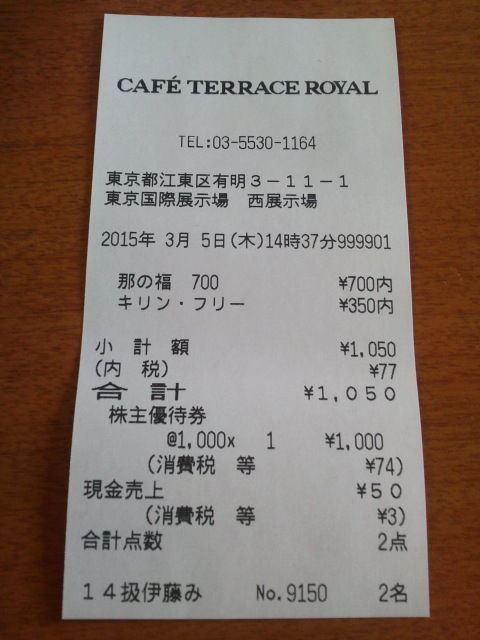 CAFÉ TERRACE ROYAL
TEL:03-5530-1164
東京都江東区有明3-11-1
東京国際展示場 西展示場
2015年 3月 5日(木)14時37分999901
那の福 700 ¥700内
キリン・フリー ¥350内
小 計 額 ¥1,050
(内 税) ¥77
合 計 ¥1,050
株主優待券
@1,000x 1 ¥1,000
(消費税 等 ¥74)
現金売上 ¥50
(消費税 等 ¥3)
合計点数 2点
14扱伊藤み No.9150 2名